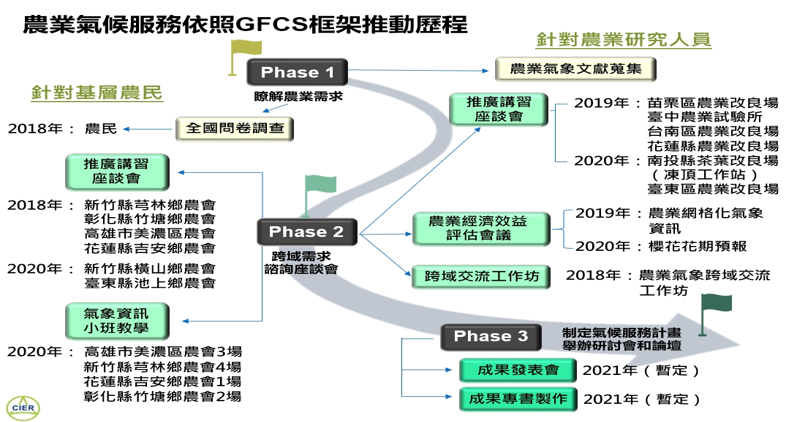 農業氣候服務依照GFCS框架推動歷程
針對農業研究人員
針對基層農民
Phase 1
瞭解農業需求
農業氣象文獻蒐集
2018年： 農民
全國問卷調查
推廣講習
座談會
2019年：苗栗區農業改良場
臺中農業試驗所
台南區農業改良場
花蓮縣農業改良場
2020年：南投縣茶葉改良場
（凍頂工作站）
臺東區農業改良場
推廣講習
座談會
2018年： 新竹縣芎林鄉農會
彰化縣竹塘鄉農會
高雄市美濃區農會
花蓮縣吉安鄉農會
2020年： 新竹縣橫山鄉農會
臺東縣池上鄉農會
Phase 2
跨域需求
諮詢座談會
農業經濟效益
評估會議
2019年：農業網格化氣象
資訊
2020年：櫻花花期預報
跨域交流工作坊
2018年：農業氣象跨域交流
工作坊
氣象資訊
小班教學
2020年： 高雄市美濃區農會3場
新竹縣芎林鄉農會4場
花蓮縣吉安鄉農會1場
彰化縣竹塘鄉農會2場
Phase 3
制定氣候服務計畫
舉辦研討會和論壇
成果發表會
2021年（暫定）
成果專書製作
2021年（暫定）
CIER